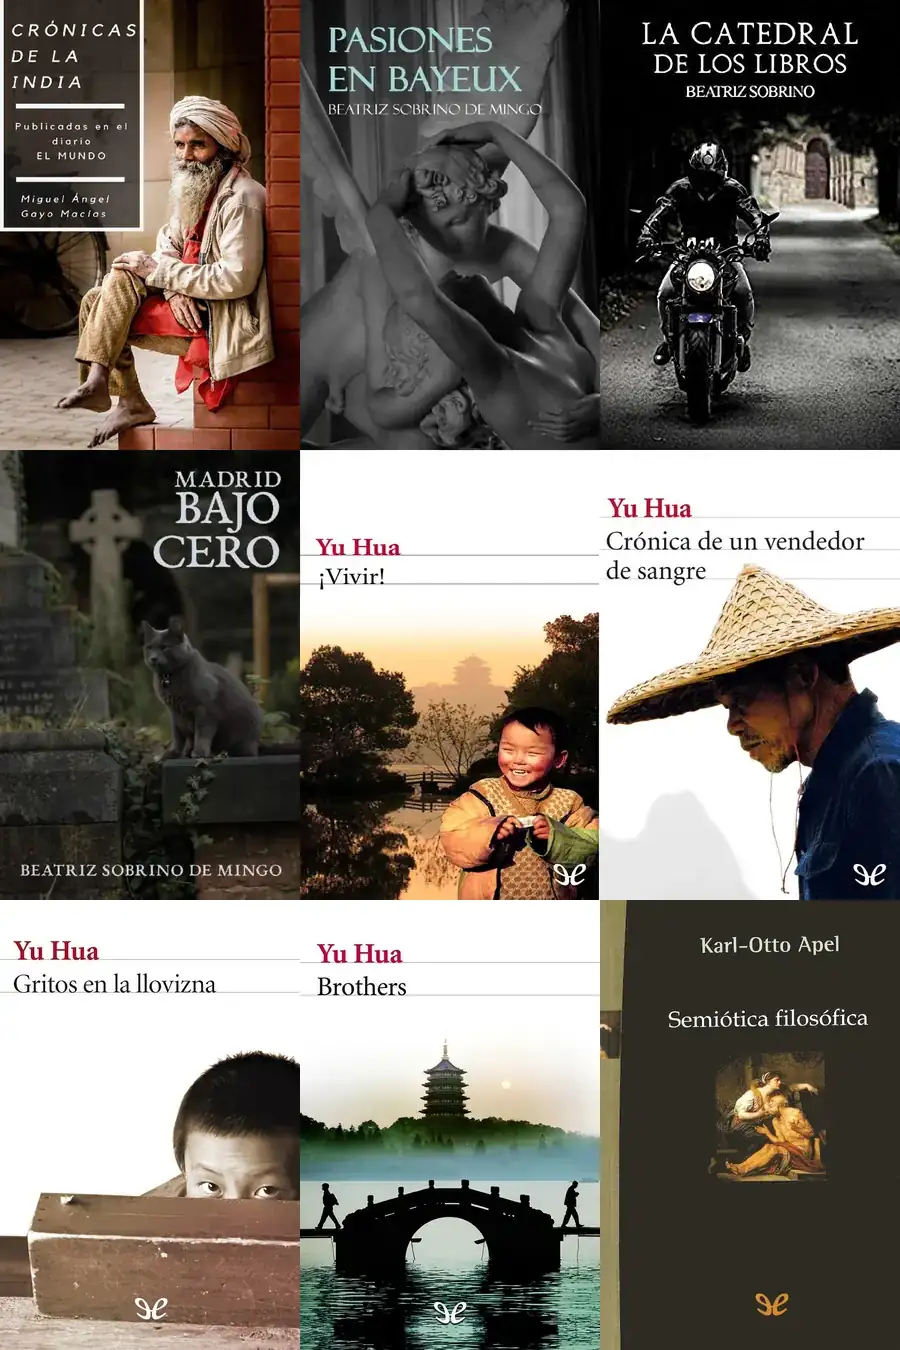 CRÓNICAS
DE LA
INDIA
Publicadas en el
diario
EL MUNDO
Miguel Ángel
Gayo Macías
PASIONES
EN BAYEUX
BEATRIZ SOBRINO DE MINGO
LA CATEDRAL
DE LOS LIBROS
BEATRIZ SOBRINO
MADRID
BAJO
CERO
BEATRIZ SOBRINO DE MINGO
Yu Hua
¡Vivir!
Yu Hua
Crónica de un vendedor
de sangre
Yu Hua
Gritos en la llovizna
Yu Hua
Brothers
Karl-Otto Apel
Semiótica filosófica